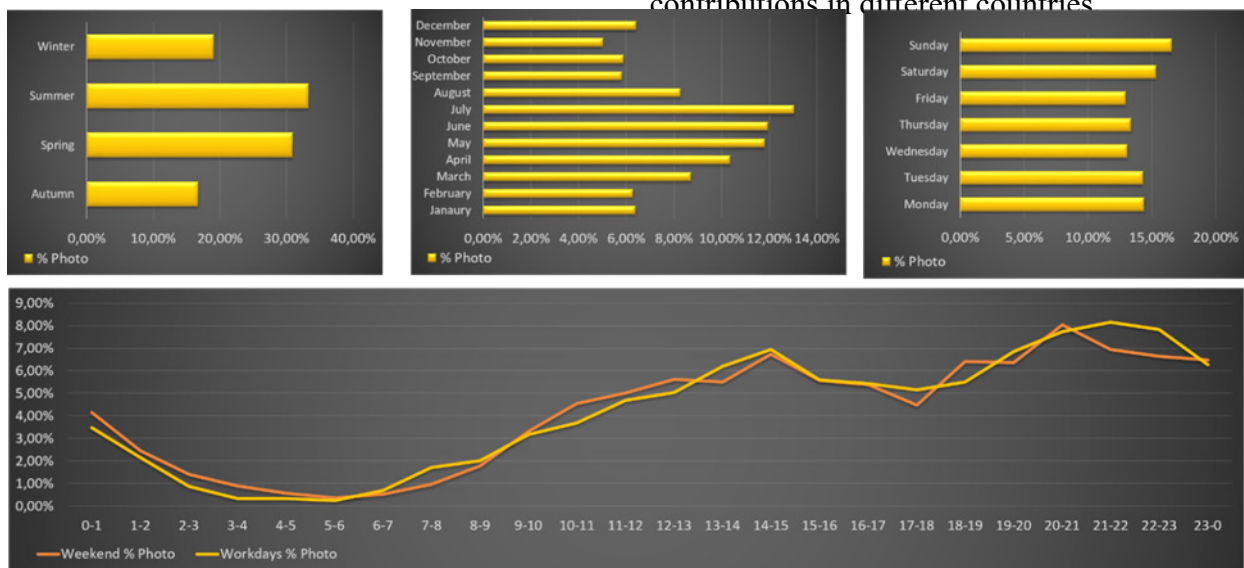 contributions in different countries
Winter
Summer
Spring
Autumn
0,00% 10,00% 20,00% 30,00% 40,00%
% Photo
December
November
October
September
August
July
June
May
April
March
February
Janaury
0,00% 2,00% 4,00% 6,00% 8,00% 10,00% 12,00% 14,00%
% Photo
Sunday
Saturday
Friday
Thursday
Wednesday
Tuesday
Monday
0,00% 5,00% 10,00% 15,00% 20,00%
% Photo
9,00%
8,00%
7,00%
6,00%
5,00%
4,00%
3,00%
2,00%
1,00%
0,00%
0-1 1-2 2-3 3-4 4-5 5-6 6-7 7-8 8-9 9-10 10-11 11-12 12-13 13-14 14-15 15-16 16-17 17-18 18-19 19-20 20-21 21-22 22-23 23-0
Weekend % Photo Workdays % Photo